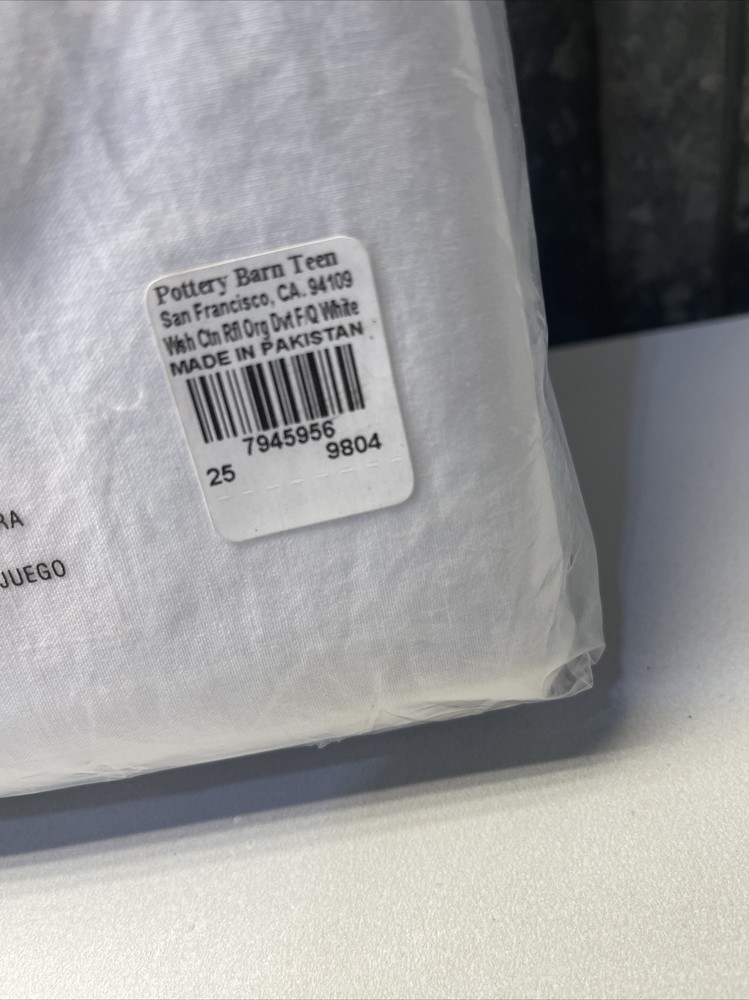 Pottery Barn Teen
San Francisco, CA. 94109
Wsh Ctn Rfl Org Dvt F/Q White
MADE IN PAKISTAN
7945956
25 9804
RA
JUEGO